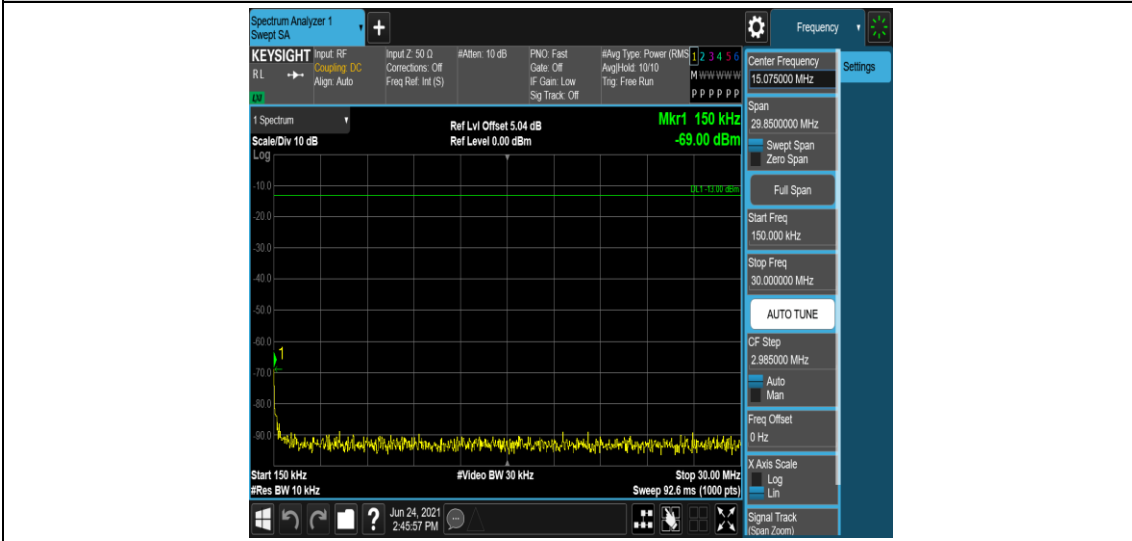 Spectrum Analyzer 1
Swept SA
+
Frequency
KEYSIGHT
RL
LNI
Input: RF
Coupling: DC
Align: Auto
Input Z: 50 Ω
Corrections: Off
Freq Ref: Int (S)
#Atten: 10 dB
PNO: Fast
Gate: Off
IF Gain: Low
Sig Track: Off
#Avg Type: Power (RMS
Avg|Hold: 10/10
Trig: Free Run
1 2 3 4 5 6
M W W W W W
P P P P P P
1 Spectrum
Scale/Div 10 dB
Log
Ref Lvl Offset 5.04 dB
Ref Level 0.00 dBm
Mkr1 150 kHz
-69.00 dBm
DL1 -13.00 dBm
-10.0
-20.0
-30.0
-40.0
-50.0
-60.0
1
-70.0
-80.0
-90.0
Start 150 kHz
#Res BW 10 kHz
#Video BW 30 kHz
Stop 30.00 MHz
Sweep 92.6 ms (1000 pts)
Center Frequency
15.075000 MHz
Settings
Span
29.8500000 MHz
Swept Span
Zero Span
Full Span
Start Freq
150.000 kHz
Stop Freq
30.000000 MHz
AUTO TUNE
CF Step
2.985000 MHz
Auto
Man
Freq Offset
0 Hz
X Axis Scale
Log
Lin
Signal Track
(Span Zoom)
?
Jun 24, 2021
2:45:57 PM